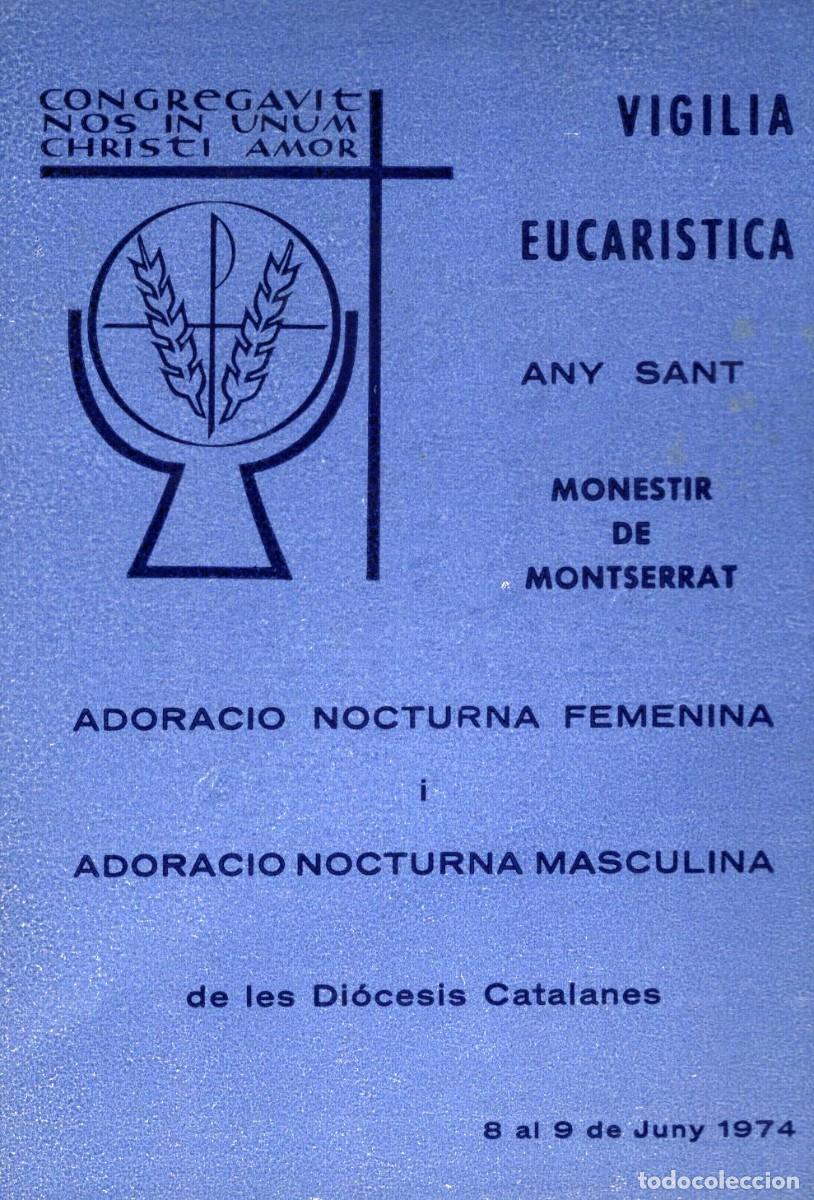 CONGREGAVIT
NOS IN UNUM
CHRISTI AMOR
VIGILIA
EUCARISTICA
ANY SANT
MONESTIR
DE
MONTSERRAT
ADORACIO NOCTURNA FEMENINA
i
ADORACIO NOCTURNA MASCULINA
de les Diócesis Catalanes
8 al 9 de Juny 1974
todocoleccion